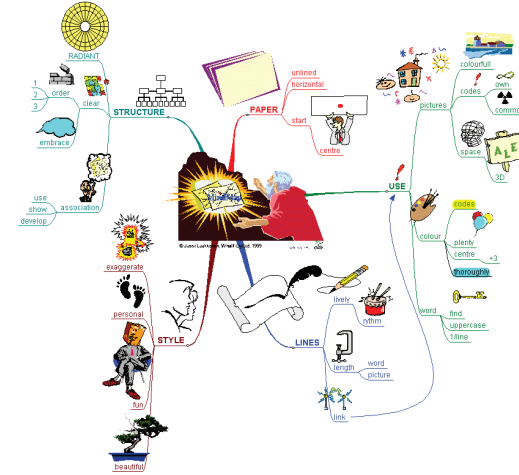 RADIANT
1
2
3
order
clear
embrace
STRUCTURE
association
use
show
develop
PAPER
unlined
horizontal
start
centre
USE
pictures
colourfull
codes
own
space
3D
colour
codes
plenty
centre
+3
thoroughly
word
find
uppercase
1/line
LINES
lively
rythm
length
word
picture
link
STYLE
exaggerate
personal
fun
beautiful